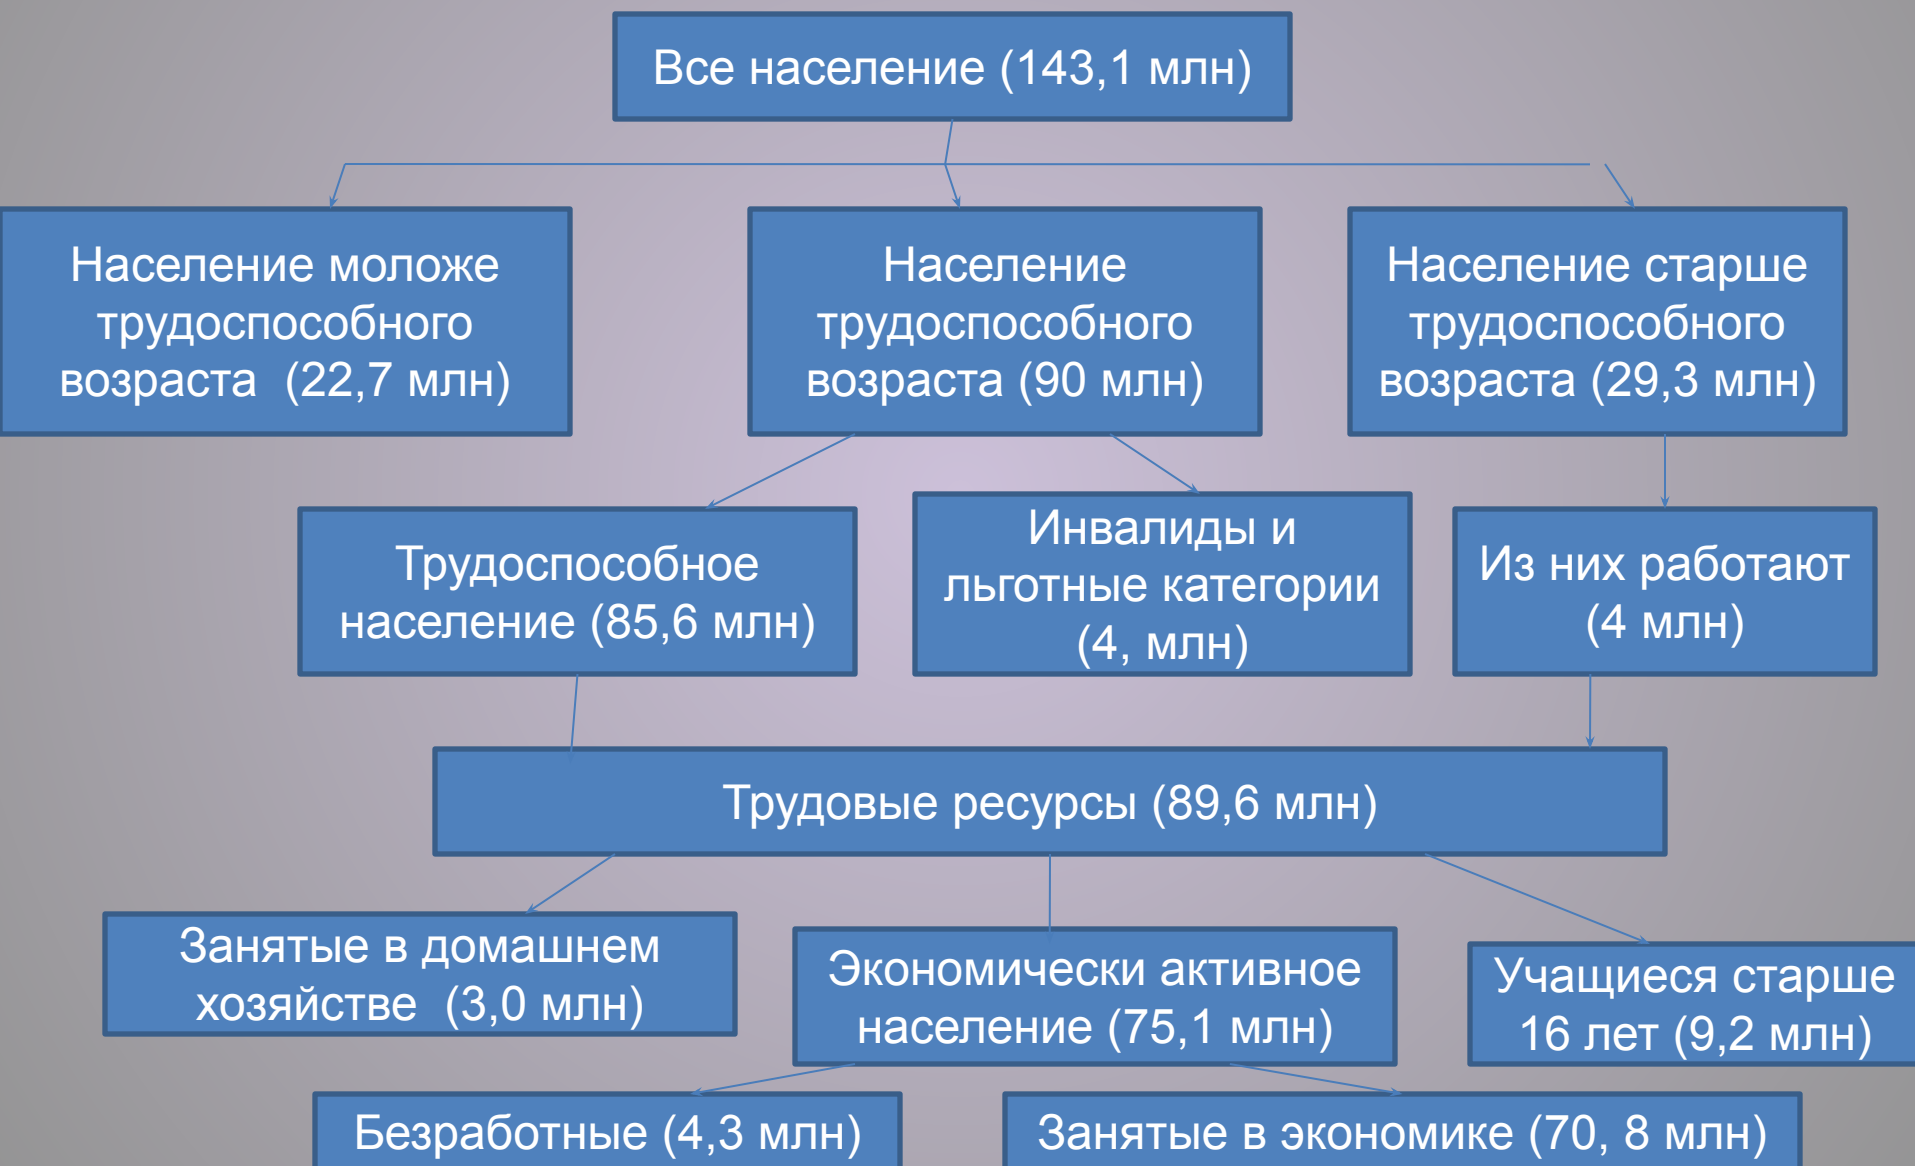 Все население (143,1 млн)
Население моложе
трудоспособного
возраста  (22,7 млн)
Население
трудоспособного
возраста (90 млн)
Население старше
трудоспособного
возраста (29,3 млн)
Трудоспособное
население (85,6 млн)
Инвалиды и
льготные категории
(4, млн)
Из них работают
(4 млн)
Трудовые ресурсы (89,6 млн)
Занятые в домашнем
хозяйстве  (3,0 млн)
Экономически активное
население (75,1 млн)
Учащиеся старше
16 лет (9,2 млн)
Безработные (4,3 млн)
Занятые в экономике (70, 8 млн)